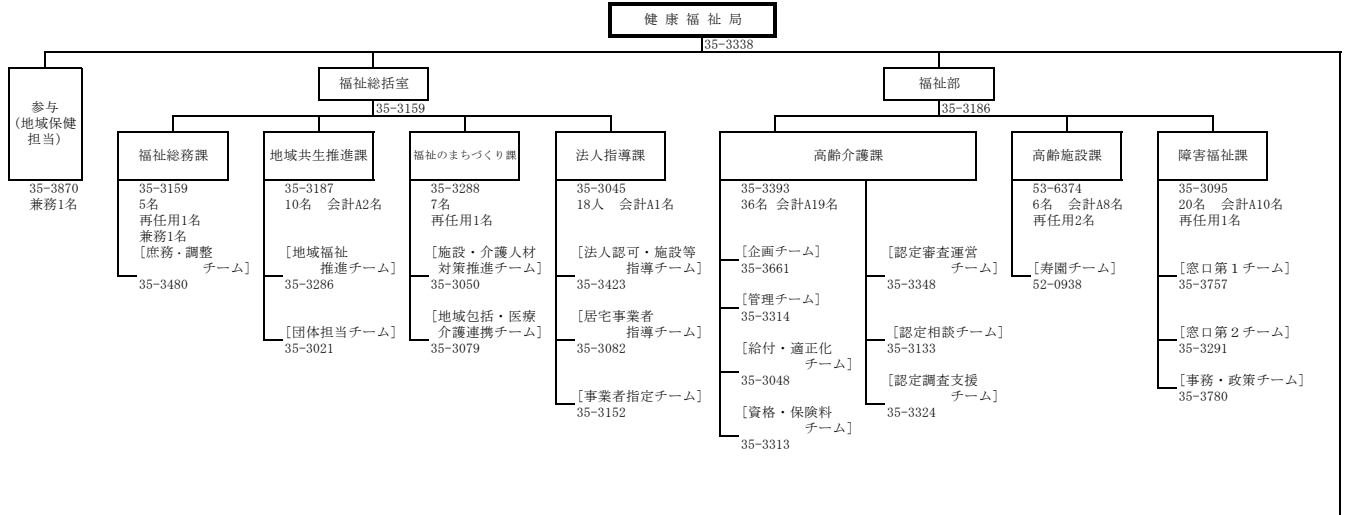 健康福祉局
35-3338
参与
(地域保健
担当)
35-3870
兼務1名
福祉総括室
35-3159
福祉総務課
35-3159
5名
再任用1名
兼務1名
[庶務・調整
チーム]
35-3480
地域共生推進課
35-3187
10名　会計A2名
[地域福祉
推進チーム]
35-3286
[団体担当チーム]
35-3021
福祉のまちづくり課
35-3288
7名
再任用1名
[施設・介護人材
対策推進チーム]
35-3050
[地域包括・医療
介護連携チーム]
35-3079
法人指導課
35-3045
18人　会計A1名
[法人認可・施設等
指導チーム]
35-3423
[居宅事業者
指導チーム]
35-3082
[事業者指定チーム]
35-3152
福祉部
35-3186
高齢介護課
35-3393
36名 会計A19名
[企画チーム]
35-3661
[管理チーム]
35-3314
[給付・適正化
チーム]
35-3048
[資格・保険料
チーム]
35-3313
[認定審査運営
チーム]
35-3348
[認定相談チーム]
35-3133
[認定調査支援
チーム]
35-3324
高齢施設課
53-6374
6名　会計A8名
再任用2名
[寿園チーム]
52-0938
障害福祉課
35-3095
20名　会計A10名
再任用1名
[窓口第１チーム]
35-3757
[窓口第２チーム]
35-3291
[事務・政策チーム]
35-3780